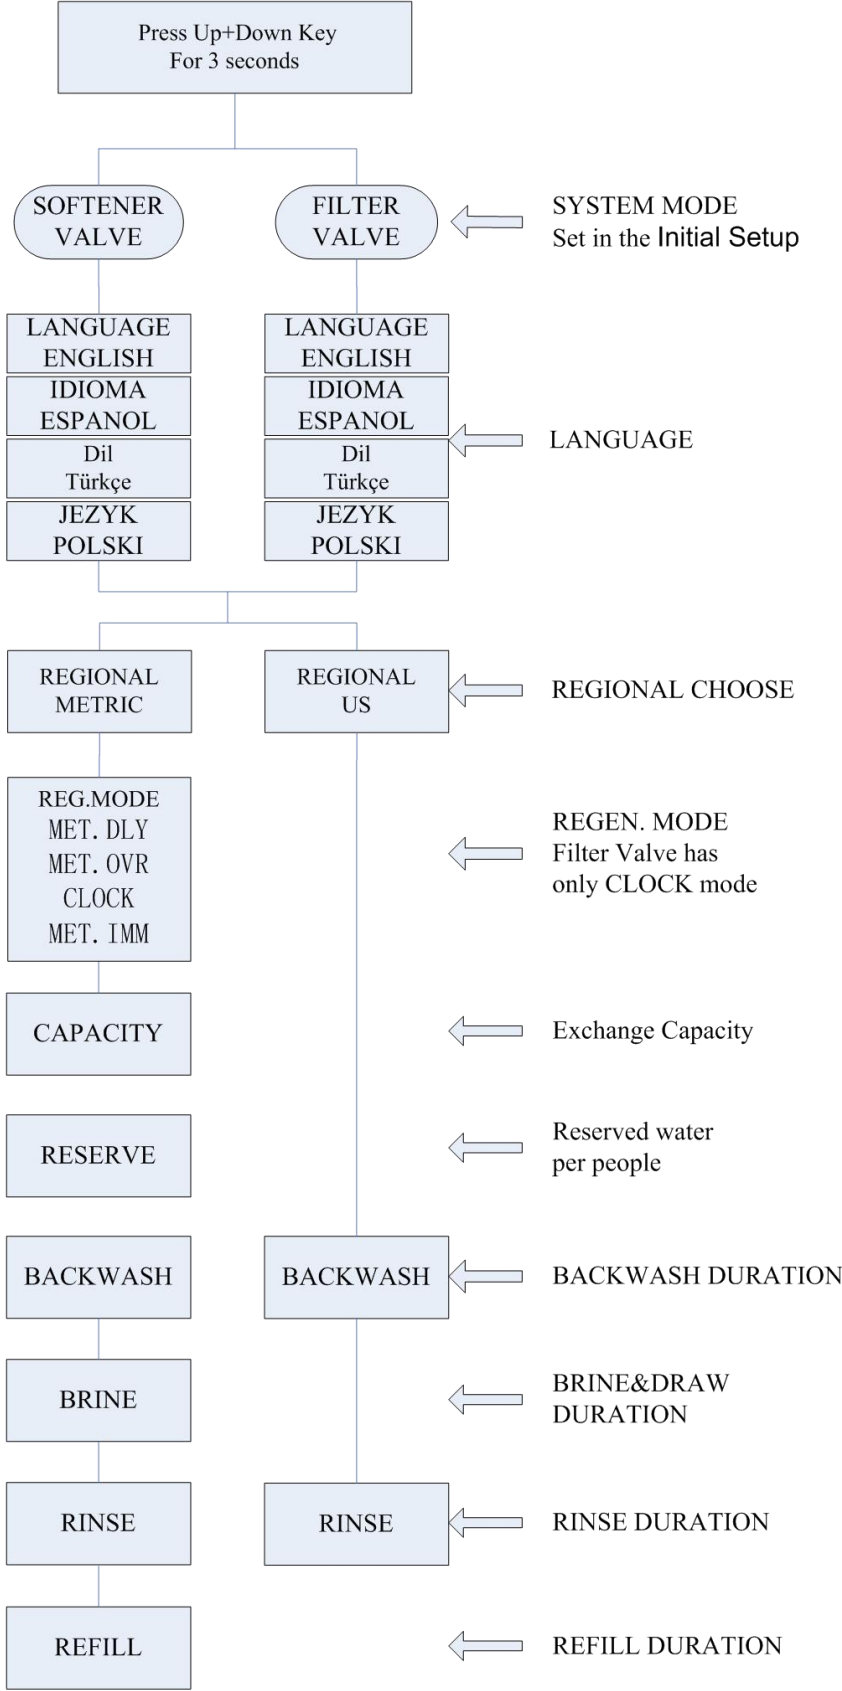 Press Up+Down Key
For 3 seconds
SOFTENER
VALVE
FILTER
VALVE
SYSTEM MODE
Set in the Initial Setup
LANGUAGE
ENGLISH
IDIOMA
ESPANOL
Dil
Türkçe
JEZYK
POLSKI
LANGUAGE
ENGLISH
IDIOMA
ESPANOL
Dil
Türkçe
JEZYK
POLSKI
LANGUAGE
REGIONAL
METRIC
REGIONAL
US
REGIONAL CHOOSE
REG.MODE
MET. DLY
MET. OVR
CLOCK
MET. IMM
REGEN. MODE
Filter Valve has
only CLOCK mode
CAPACITY
Exchange Capacity
RESERVE
Reserved water
per people
BACKWASH
BACKWASH
BACKWASH DURATION
BRINE
BRINE&DRAW
DURATION
RINSE
RINSE
RINSE DURATION
REFILL
REFILL DURATION